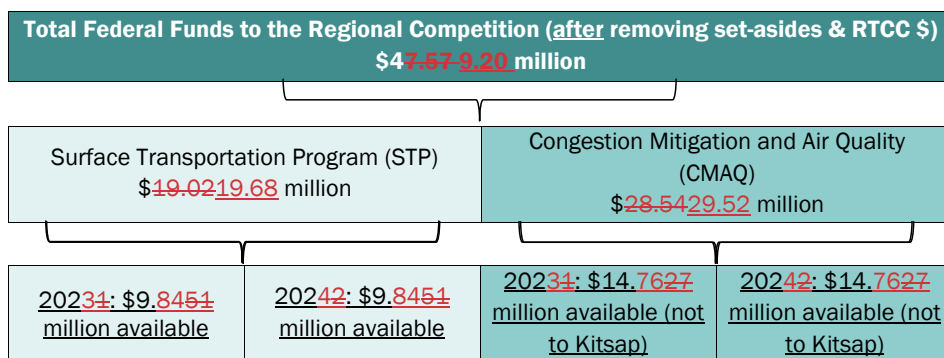 Total Federal Funds to the Regional Competition (after removing set-asides & RTCC $)
$47.57 9.20 million
Surface Transportation Program (STP)
$19.0219.68 million
Congestion Mitigation and Air Quality
(CMAQ)
$28.5429.52 million
20231: $9.8451
million available
20242: $9.8451
million available
20231: $14.7627
million available (not
to Kitsap)
20242: $14.7627
million available (not
to Kitsap)